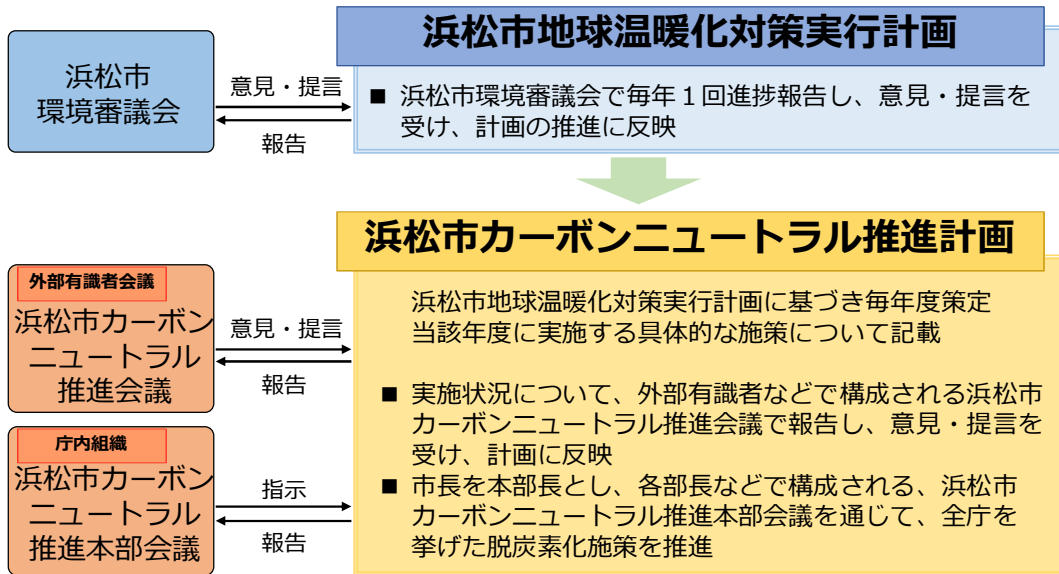 浜松市地球温暖化対策実行計画
浜松市
環境審議会
意見・提言
報告
■ 浜松市環境審議会で毎年１回進捗報告し、意見・提言を
受け、計画の推進に反映
浜松市カーボンニュートラル推進計画
外部有識者会議
浜松市カーボン
ニュートラル
推進会議
意見・提言
報告
浜松市地球温暖化対策実行計画に基づき毎年度策定
当該年度に実施する具体的な施策について記載
■ 実施状況について、外部有識者などで構成される浜松市
カーボンニュートラル推進会議で報告し、意見・提言を
受け、計画に反映
庁内組織
浜松市カーボン
ニュートラル
推進本部会議
指示
報告
■ 市長を本部長とし、各部長などで構成される、浜松市
カーボンニュートラル推進本部会議を通じて、全庁を
挙げた脱炭素化施策を推進